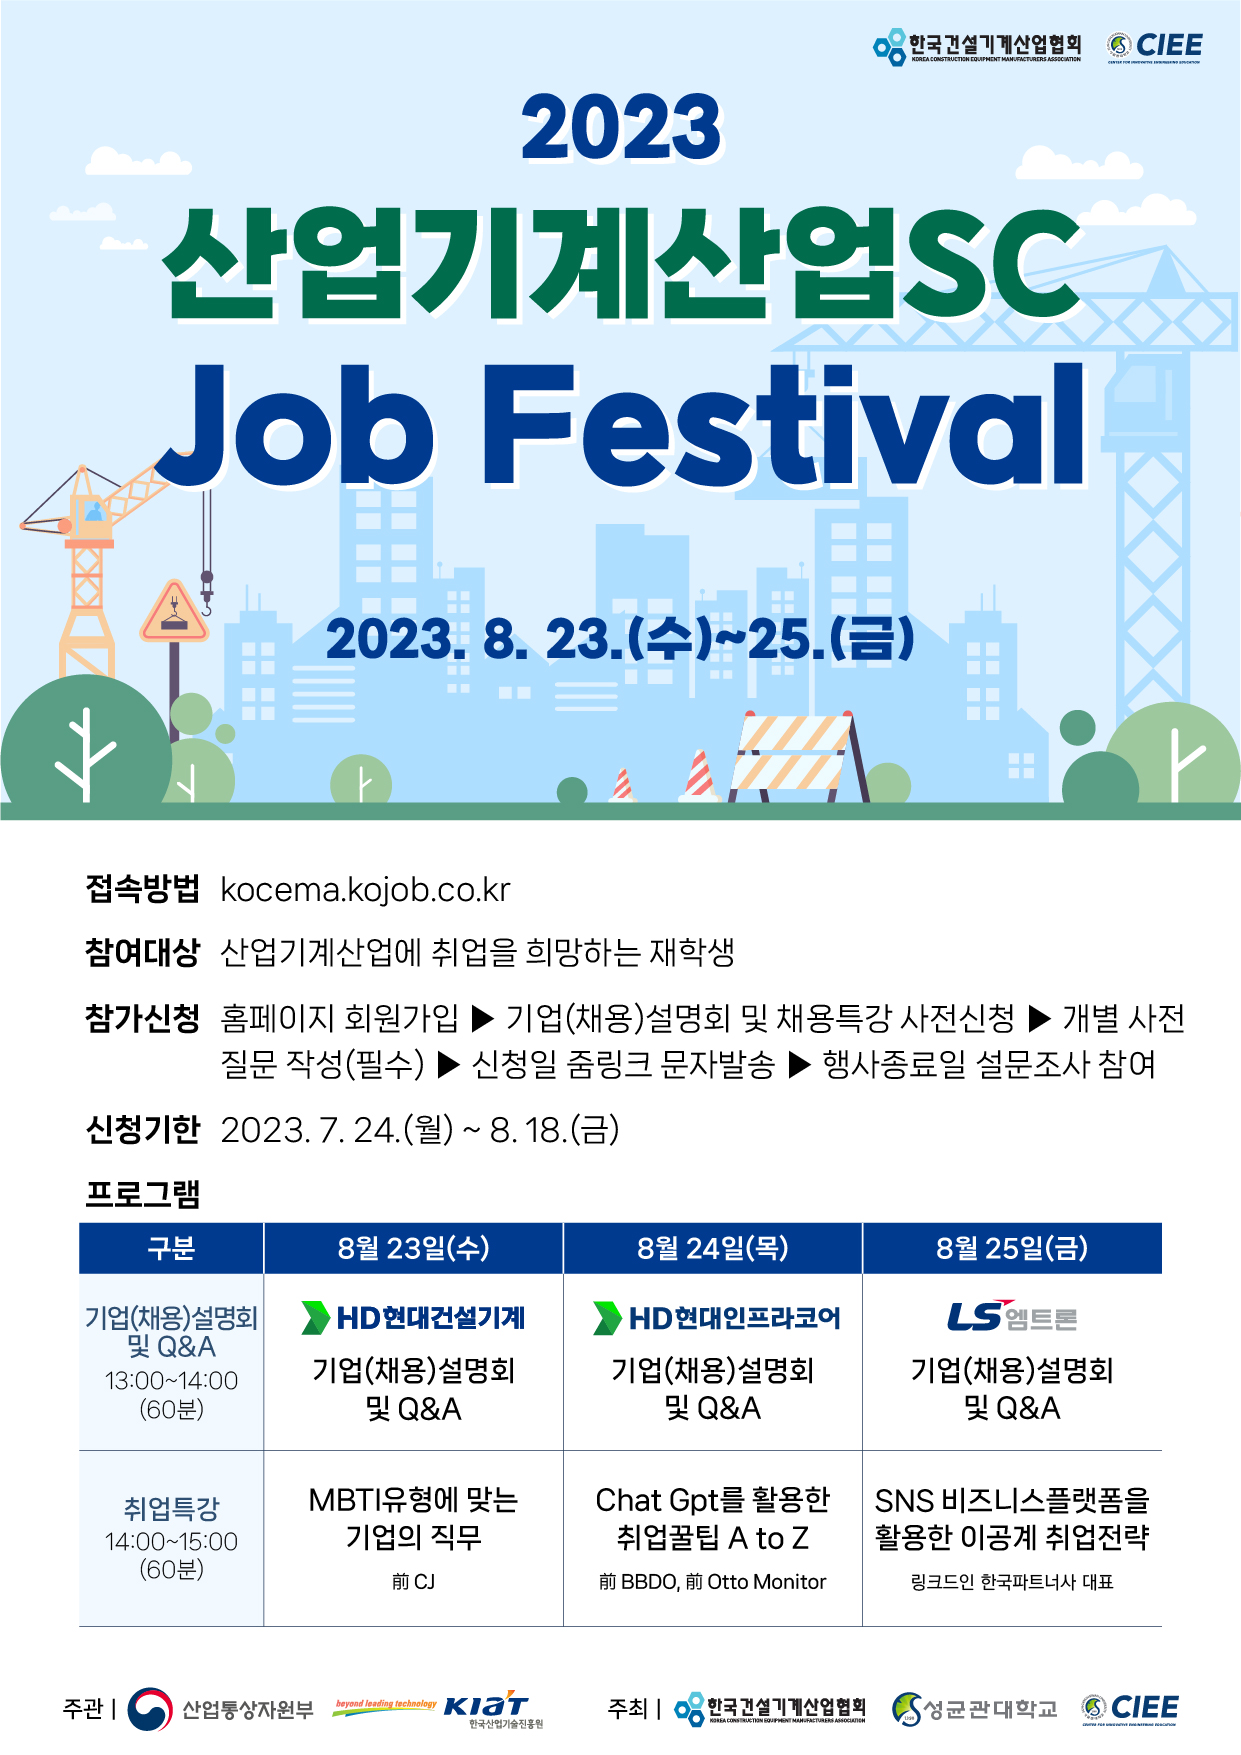 한국건설기계산업협회
KOREA CONSTRUCTION EQUIPMENT MANUFACTURERS ASSOCIATION
CIEE
CENTER FOR INNOVATIVE ENGINEERING EDUCATION
2023
산업기계산업SC
Job Festival
2023. 8. 23.(수)~25.(금)
접속방법 kocema.kojob.co.kr
참여대상 산업기계산업에 취업을 희망하는 재학생
참가신청 홈페이지 회원가입 ▶ 기업(채용)설명회 및 채용특강 사전신청 ▶ 개별 사전
질문 작성(필수) ▶ 신청일 줌링크 문자발송 ▶ 행사종료일 설문조사 참여
신청기한 2023. 7. 24.(월) ~ 8. 18.(금)
프로그램
구분 8월 23일(수) 8월 24일(목) 8월 25일(금)
기업(채용)설명회
및 Q&A
13:00~14:00
(60분)
HD현대건설기계
기업(채용)설명회
및 Q&A
HD현대인프라코어
기업(채용)설명회
및 Q&A
LS엠트론
기업(채용)설명회
및 Q&A
취업특강
14:00~15:00
(60분)
MBTI유형에 맞는
기업의 직무
前 CJ
Chat Gpt를 활용한
취업꿀팁 A to Z
前 BBDO, 前 Otto Monitor
SNS 비즈니스플랫폼을
활용한 이공계 취업전략
링크드인 한국파트너사 대표
주관 | 산업통상자원부
beyond leading technology
KIAT
한국산업기술진흥원
주최 | 한국건설기계산업협회
KOREA CONSTRUCTION EQUIPMENT MANUFACTURERS ASSOCIATION
성균관대학교
CIEE
CENTER FOR INNOVATIVE ENGINEERING EDUCATION